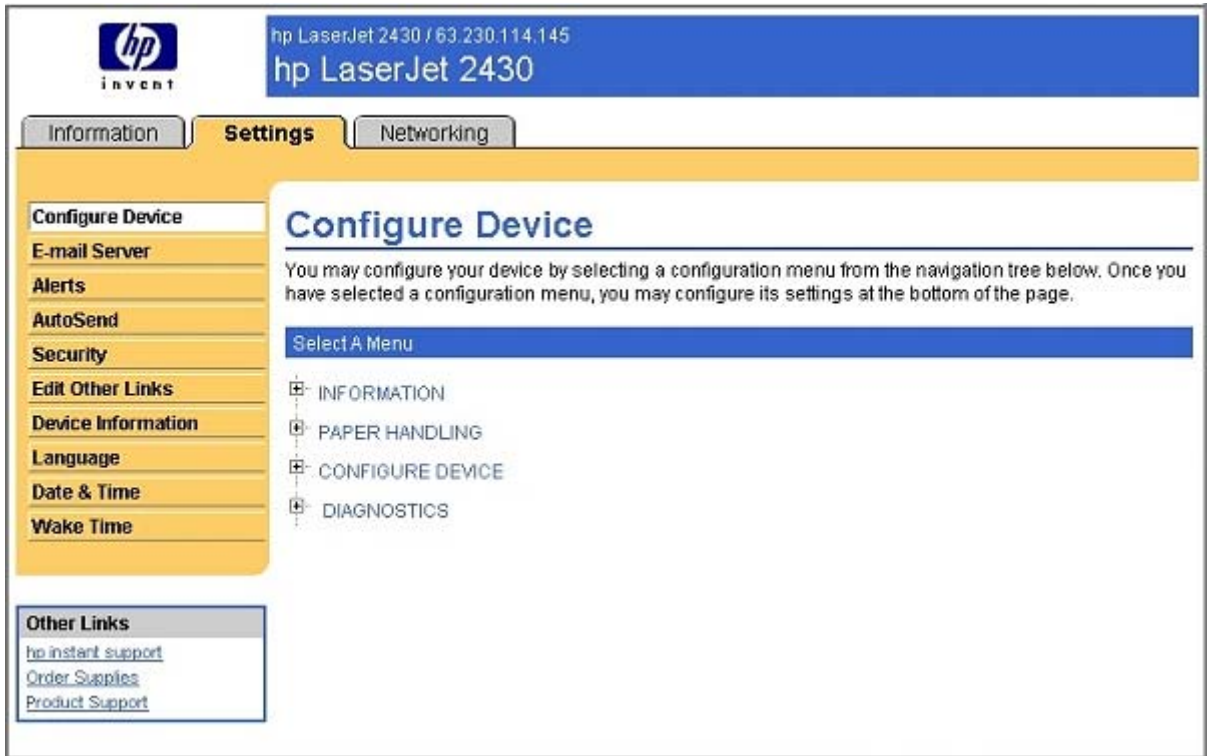 hp
invent
hp LaserJet 2430 / 63.230.114.145
hp LaserJet 2430
Information
Settings
Networking
Configure Device
E-mail Server
Alerts
AutoSend
Security
Edit Other Links
Device Information
Language
Date & Time
Wake Time
Other Links
hp instant support
Order Supplies
Product Support
Configure Device
You may configure your device by selecting a configuration menu from the navigation tree below. Once you
have selected a configuration menu, you may configure its settings at the bottom of the page.
Select A Menu
INFORMATION
PAPER HANDLING
CONFIGURE DEVICE
DIAGNOSTICS